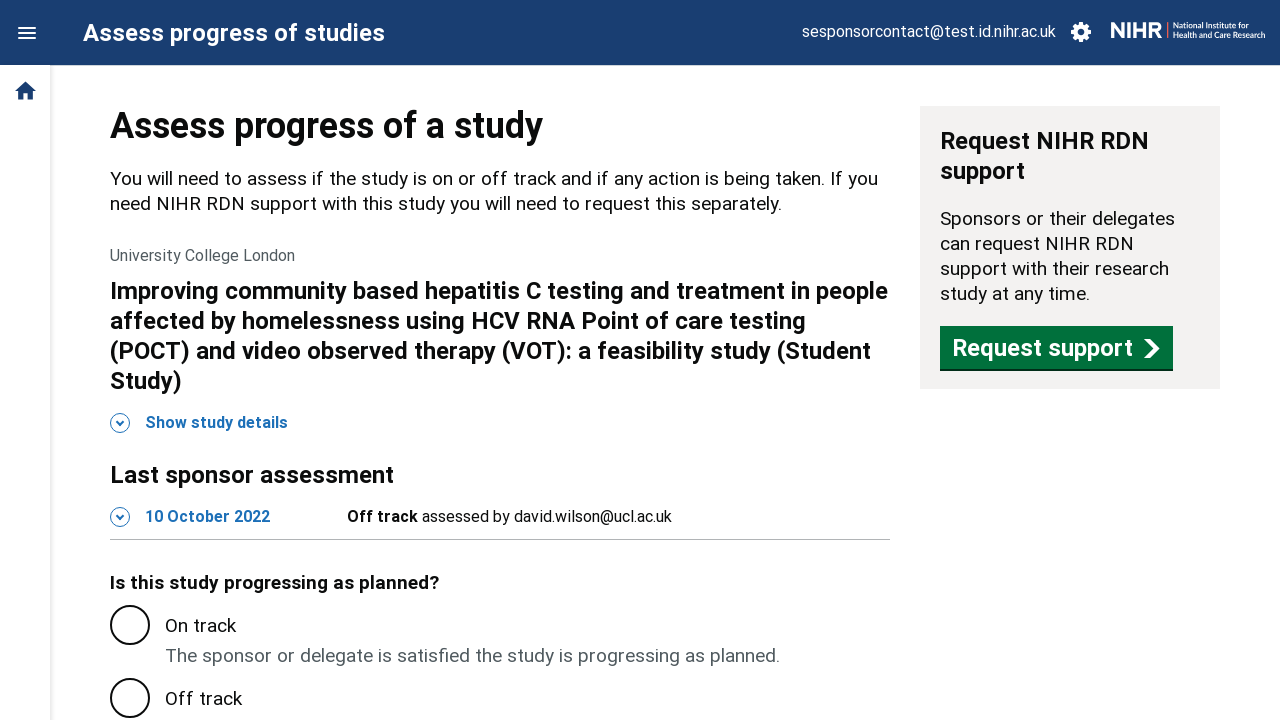 Assess progress of studies
sesponsorcontact@test.id.nihr.ac.uk
NIHR | National Institute for
Health and Care Research
Assess progress of a study
You will need to assess if the study is on or off track and if any action is being taken. If you
need NIHR RDN support with this study you will need to request this separately.
University College London
Improving community based hepatitis C testing and treatment in people
affected by homelessness using HCV RNA Point of care testing
(POCT) and video observed therapy (VOT): a feasibility study (Student
Study)
Show study details
Last sponsor assessment
10 October 2022 Off track assessed by david.wilson@ucl.ac.uk
Is this study progressing as planned?
On track
The sponsor or delegate is satisfied the study is progressing as planned.
Off track
Request NIHR RDN
support
Sponsors or their delegates
can request NIHR RDN
support with their research
study at any time.
Request support